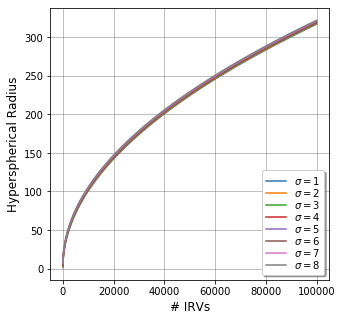 Hyperspherical Radius
300
250
200
150
100
50
0
0 20000 40000 60000 80000 100000
# IRVs
σ = 1
σ = 2
σ = 3
σ = 4
σ = 5
σ = 6
σ = 7
σ = 8